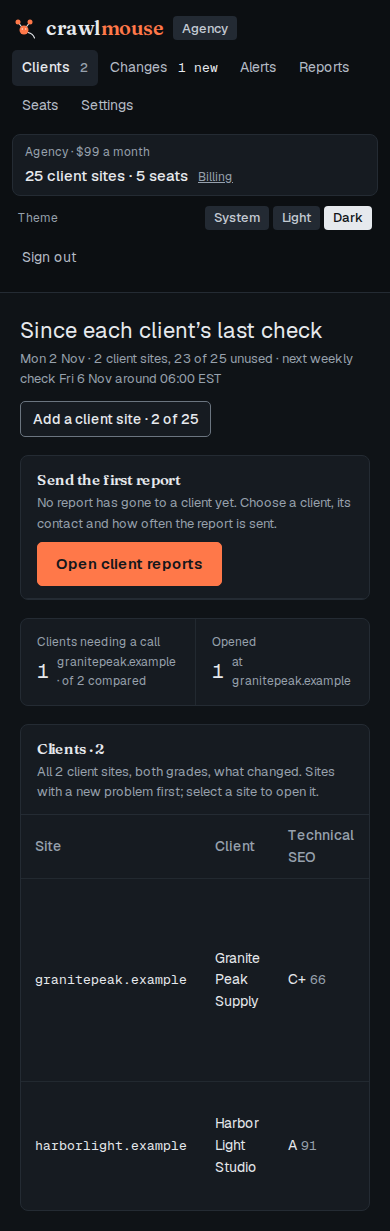 crawlmouse Agency
Clients 2 Changes 1 new Alerts Reports
Seats Settings
Agency · $99 a month
25 client sites · 5 seats Billing
Theme System Light Dark
Sign out
Since each client’s last check
Mon 2 Nov · 2 client sites, 23 of 25 unused · next weekly
check Fri 6 Nov around 06:00 EST
Add a client site · 2 of 25
Send the first report
No report has gone to a client yet. Choose a client, its
contact and how often the report is sent.
Open client reports
Clients needing a call
1 granitepeak.example
· of 2 compared
Opened
1 at
granitepeak.example
Clients · 2
All 2 client sites, both grades, what changed. Sites
with a new problem first; select a site to open it.
Site Client Technical
SEO
granitepeak.example Granite
Peak
Supply
C+ 66
harborlight.example Harbor
Light
Studio
A 91